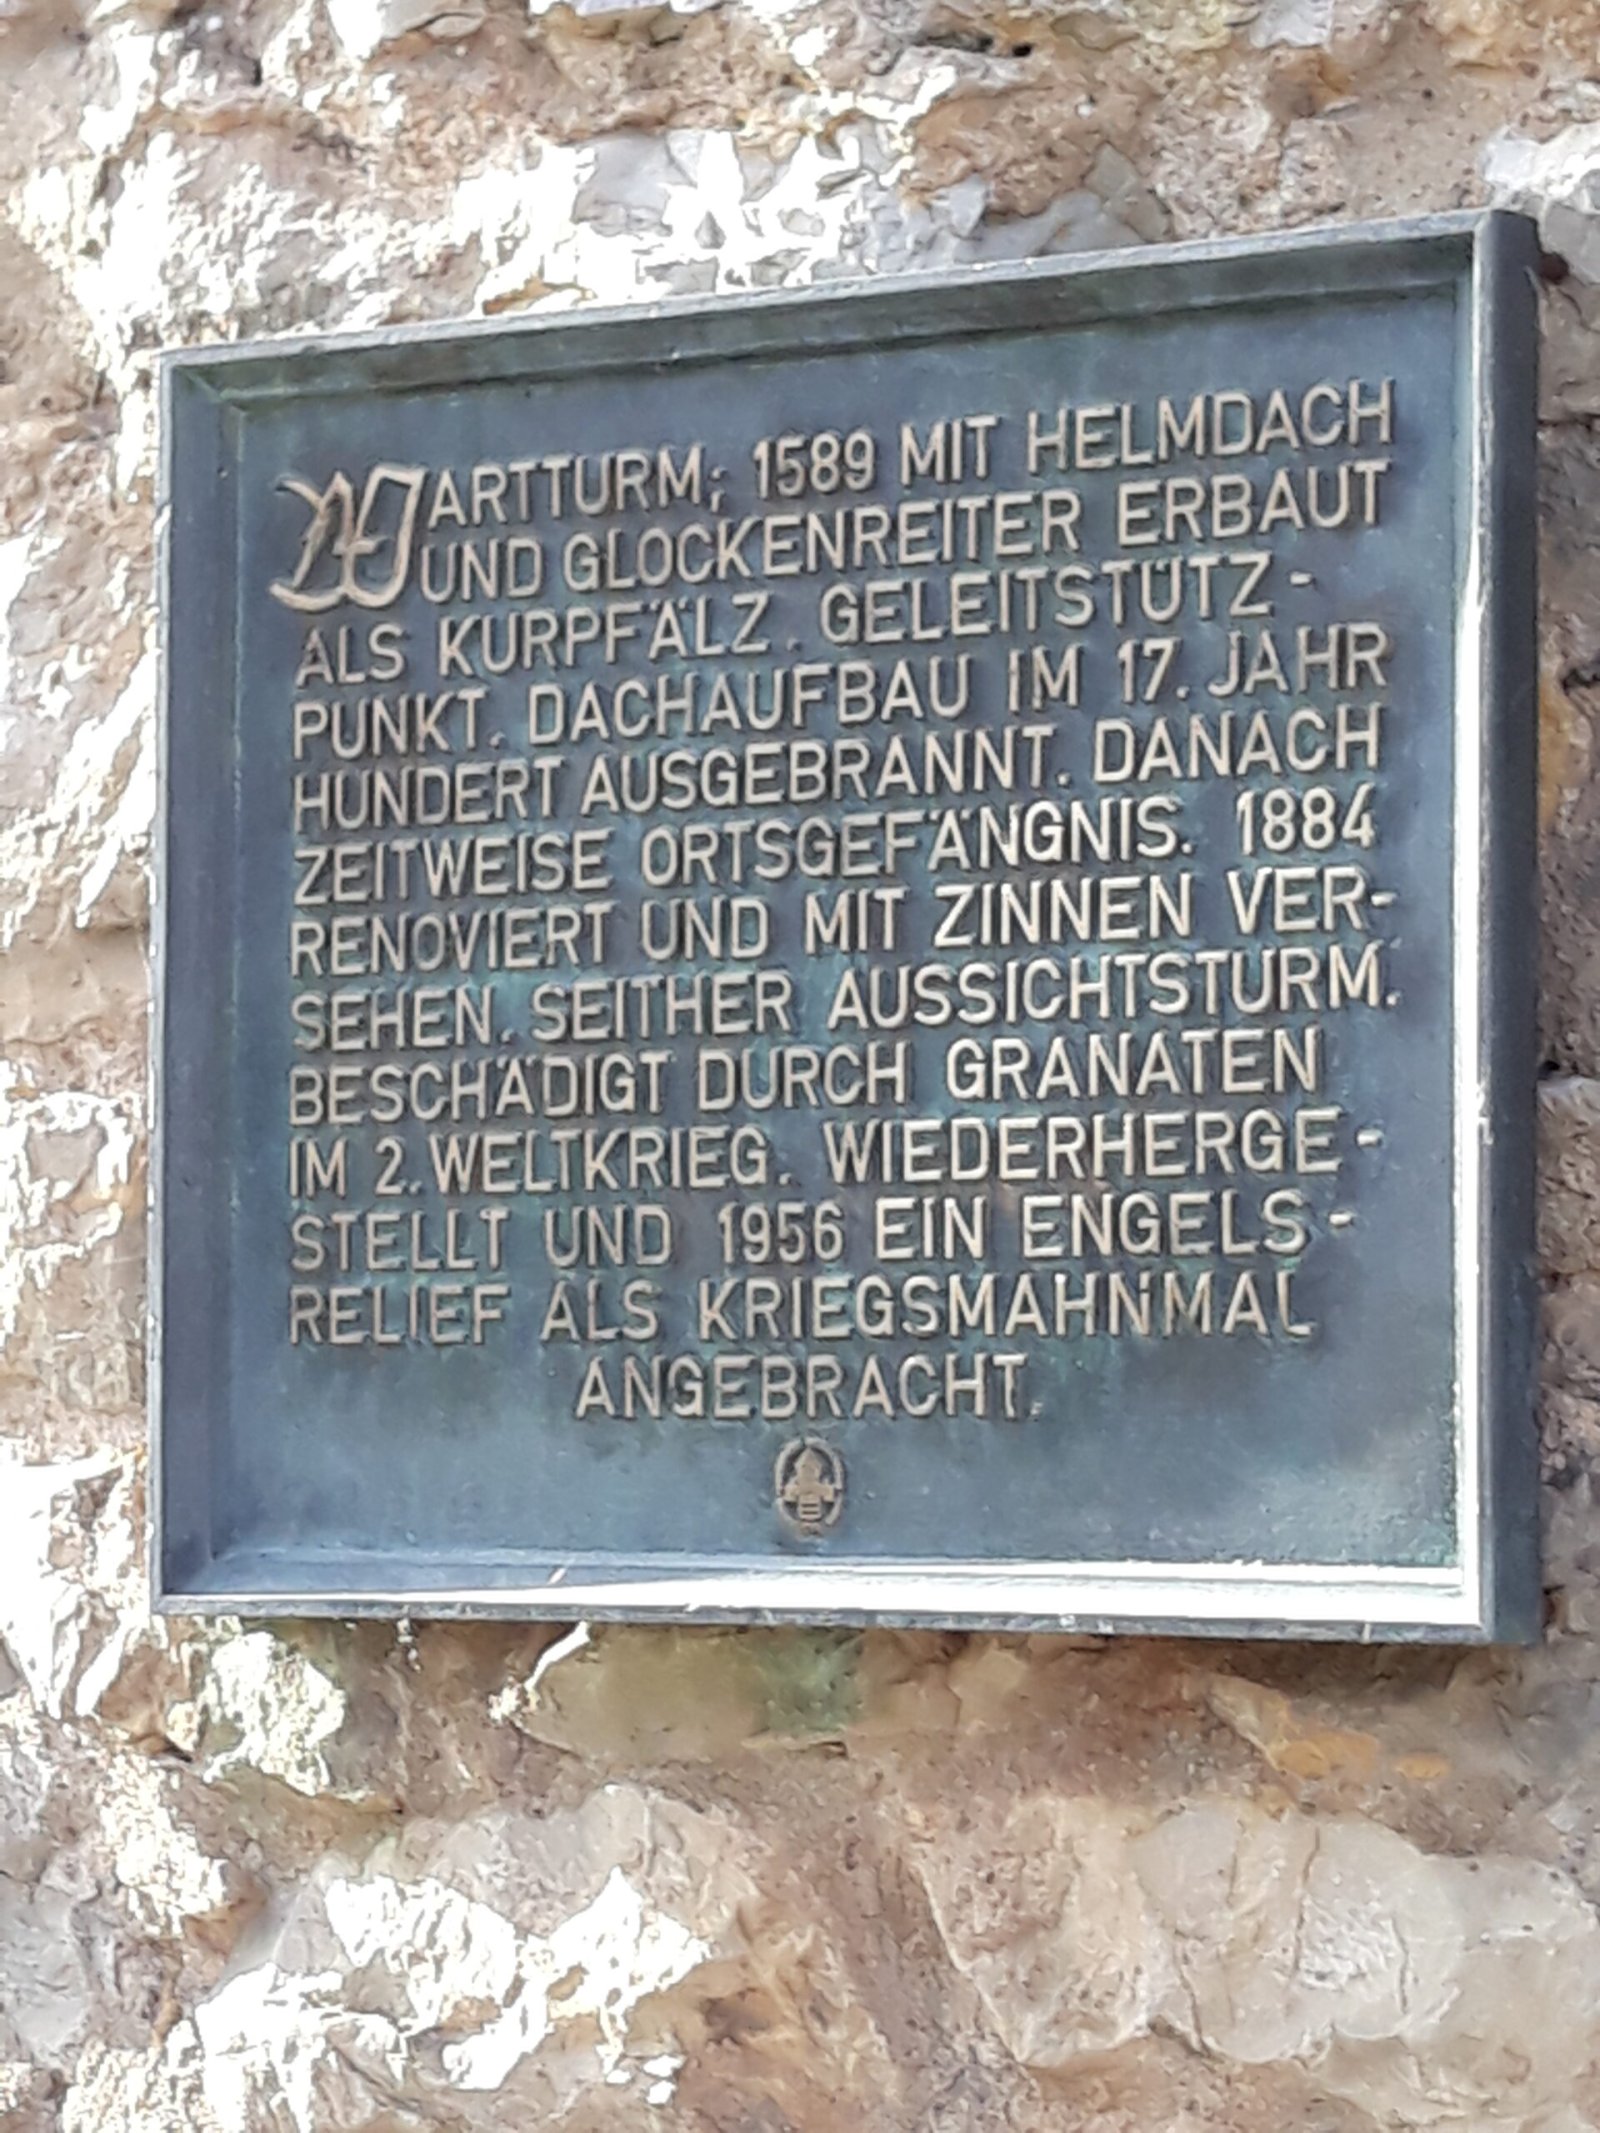 WARTTURM; 1589 MIT HELMDACH
UND GLOCKENREITER ERBAUT
ALS KURPFÄLZ. GELEITSTÜTZ-
PUNKT. DACHAUFBAU IM 17. JAHR
HUNDERT AUSGEBRANNT. DANACH
ZEITWEISE ORTSGEFÄNGNIS. 1884
RENOVIERT UND MIT ZINNEN VER-
SEHEN. SEITHER AUSSICHTSTURM.
BESCHÄDIGT DURCH GRANATEN
IM 2. WELTKRIEG. WIEDERHERGE-
STELLT UND 1956 EIN ENGELS-
RELIEF ALS KRIEGSMAHNMAL
ANGEBRACHT.